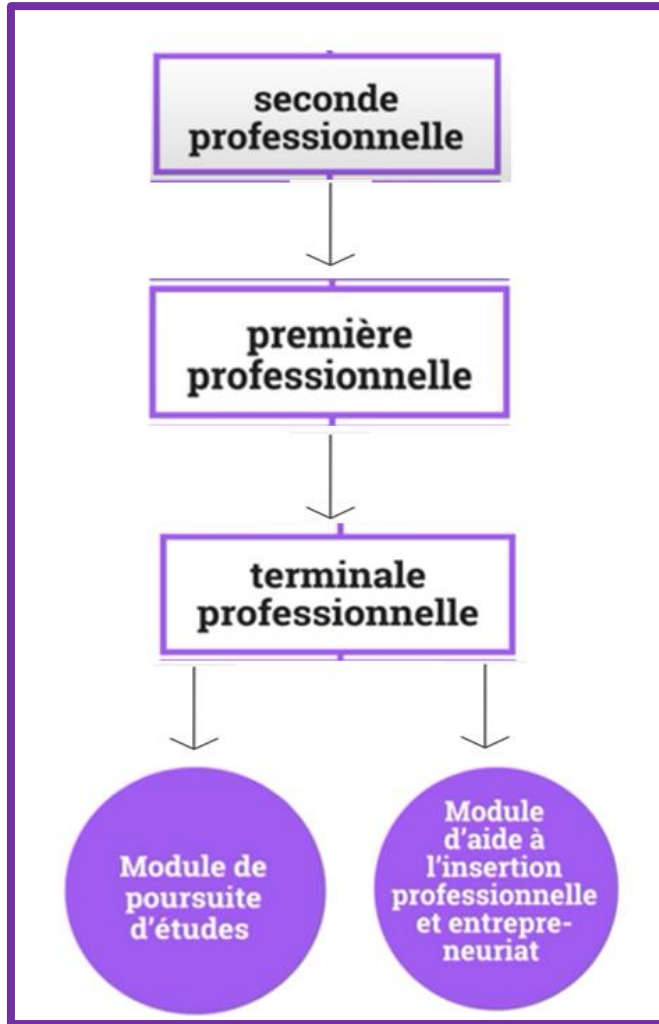 seconde
professionnelle
première
professionnelle
terminale
professionnelle
Module de
poursuite
d'études
Module
d'aide à
l'insertion
professionnelle
et entrepre-
neuriat